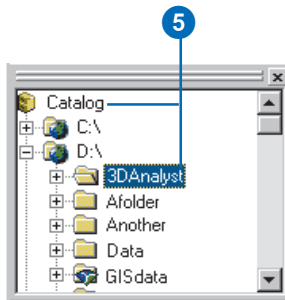 5
Catalog
C:\
D:\
3DAnalyst
Afolder
Another
Data
GISdata